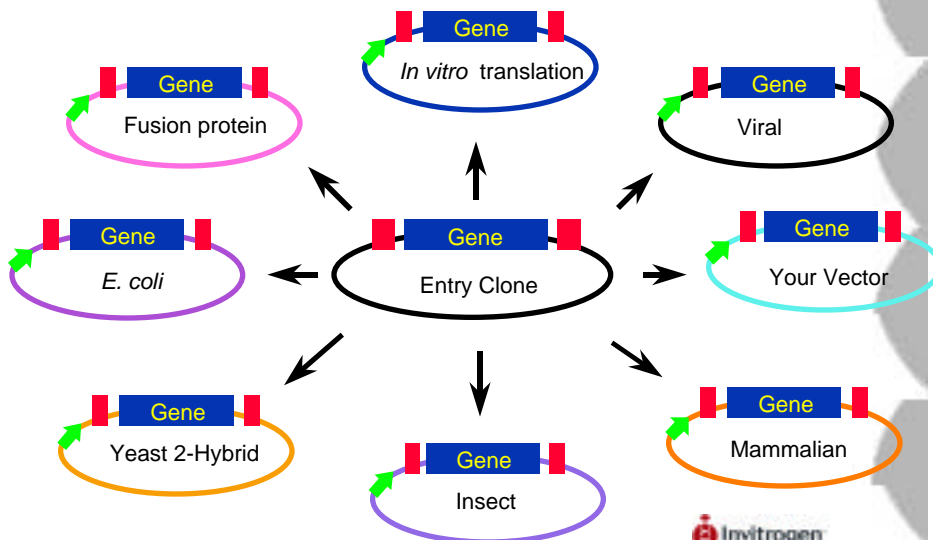 Gene
In vitro translation
Gene
Fusion protein
Gene
Viral
Gene
E. coli
Gene
Entry Clone
Gene
Your Vector
Gene
Yeast 2-Hybrid
Gene
Insect
Gene
Mammalian
Invitrogen